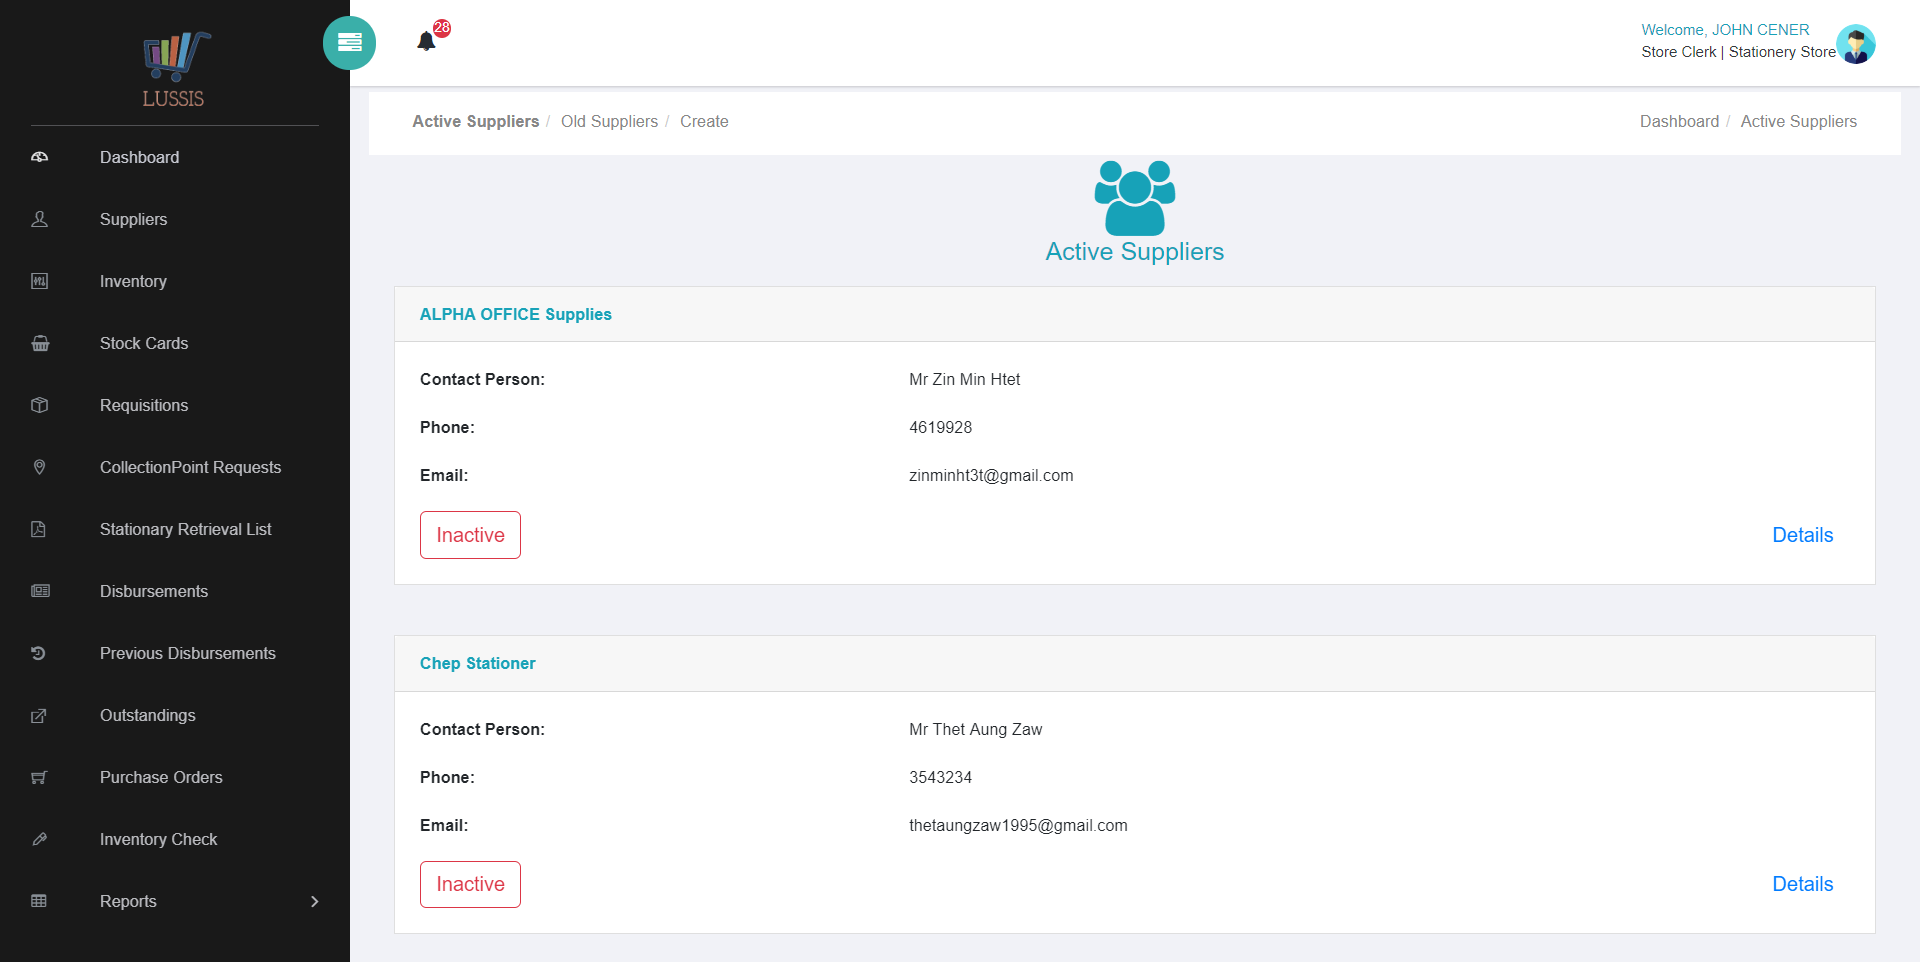 LUSSIS
Dashboard
Suppliers
Inventory
Stock Cards
Requisitions
CollectionPoint Requests
Stationary Retrieval List
Disbursements
Previous Disbursements
Outstandings
Purchase Orders
Inventory Check
Reports
28
Welcome, JOHN CENER
Store Clerk | Stationery Store
Active Suppliers / Old Suppliers / Create
Dashboard / Active Suppliers
Active Suppliers
ALPHA OFFICE Supplies
Contact Person: Mr Zin Min Htet
Phone: 4619928
Email: zinminht3t@gmail.com
Inactive Details
Chep Stationer
Contact Person: Mr Thet Aung Zaw
Phone: 3543234
Email: thetaungzaw1995@gmail.com
Inactive Details